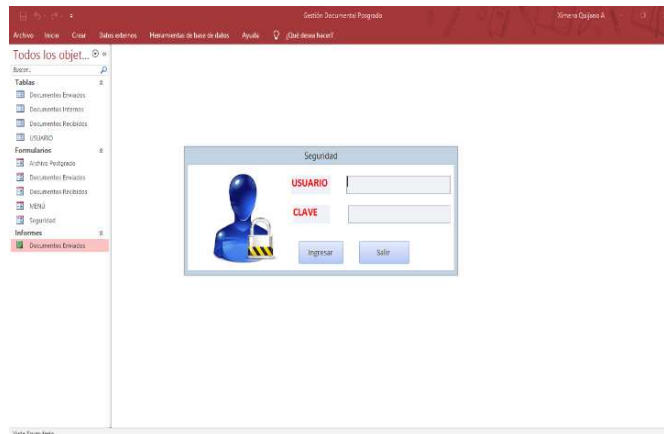 Gestión Documental Posgrado
Ximena Quijano A
Archivo Inicio Crear Datos externos Herramientas de base de datos Ayuda ¿Qué desea hacer?
Todos los objet...
Buscar...
Tablas
Documentos Enviados
Documentos Internos
Documentos Recibidos
USUARIO
Formularios
Archivo Postgrado
Documentos Enviados
Documentos Recibidos
MENÚ
Seguridad
Informes
Documentos Enviados
Seguridad
USUARIO
CLAVE
Ingresar Salir
Vista Formulario